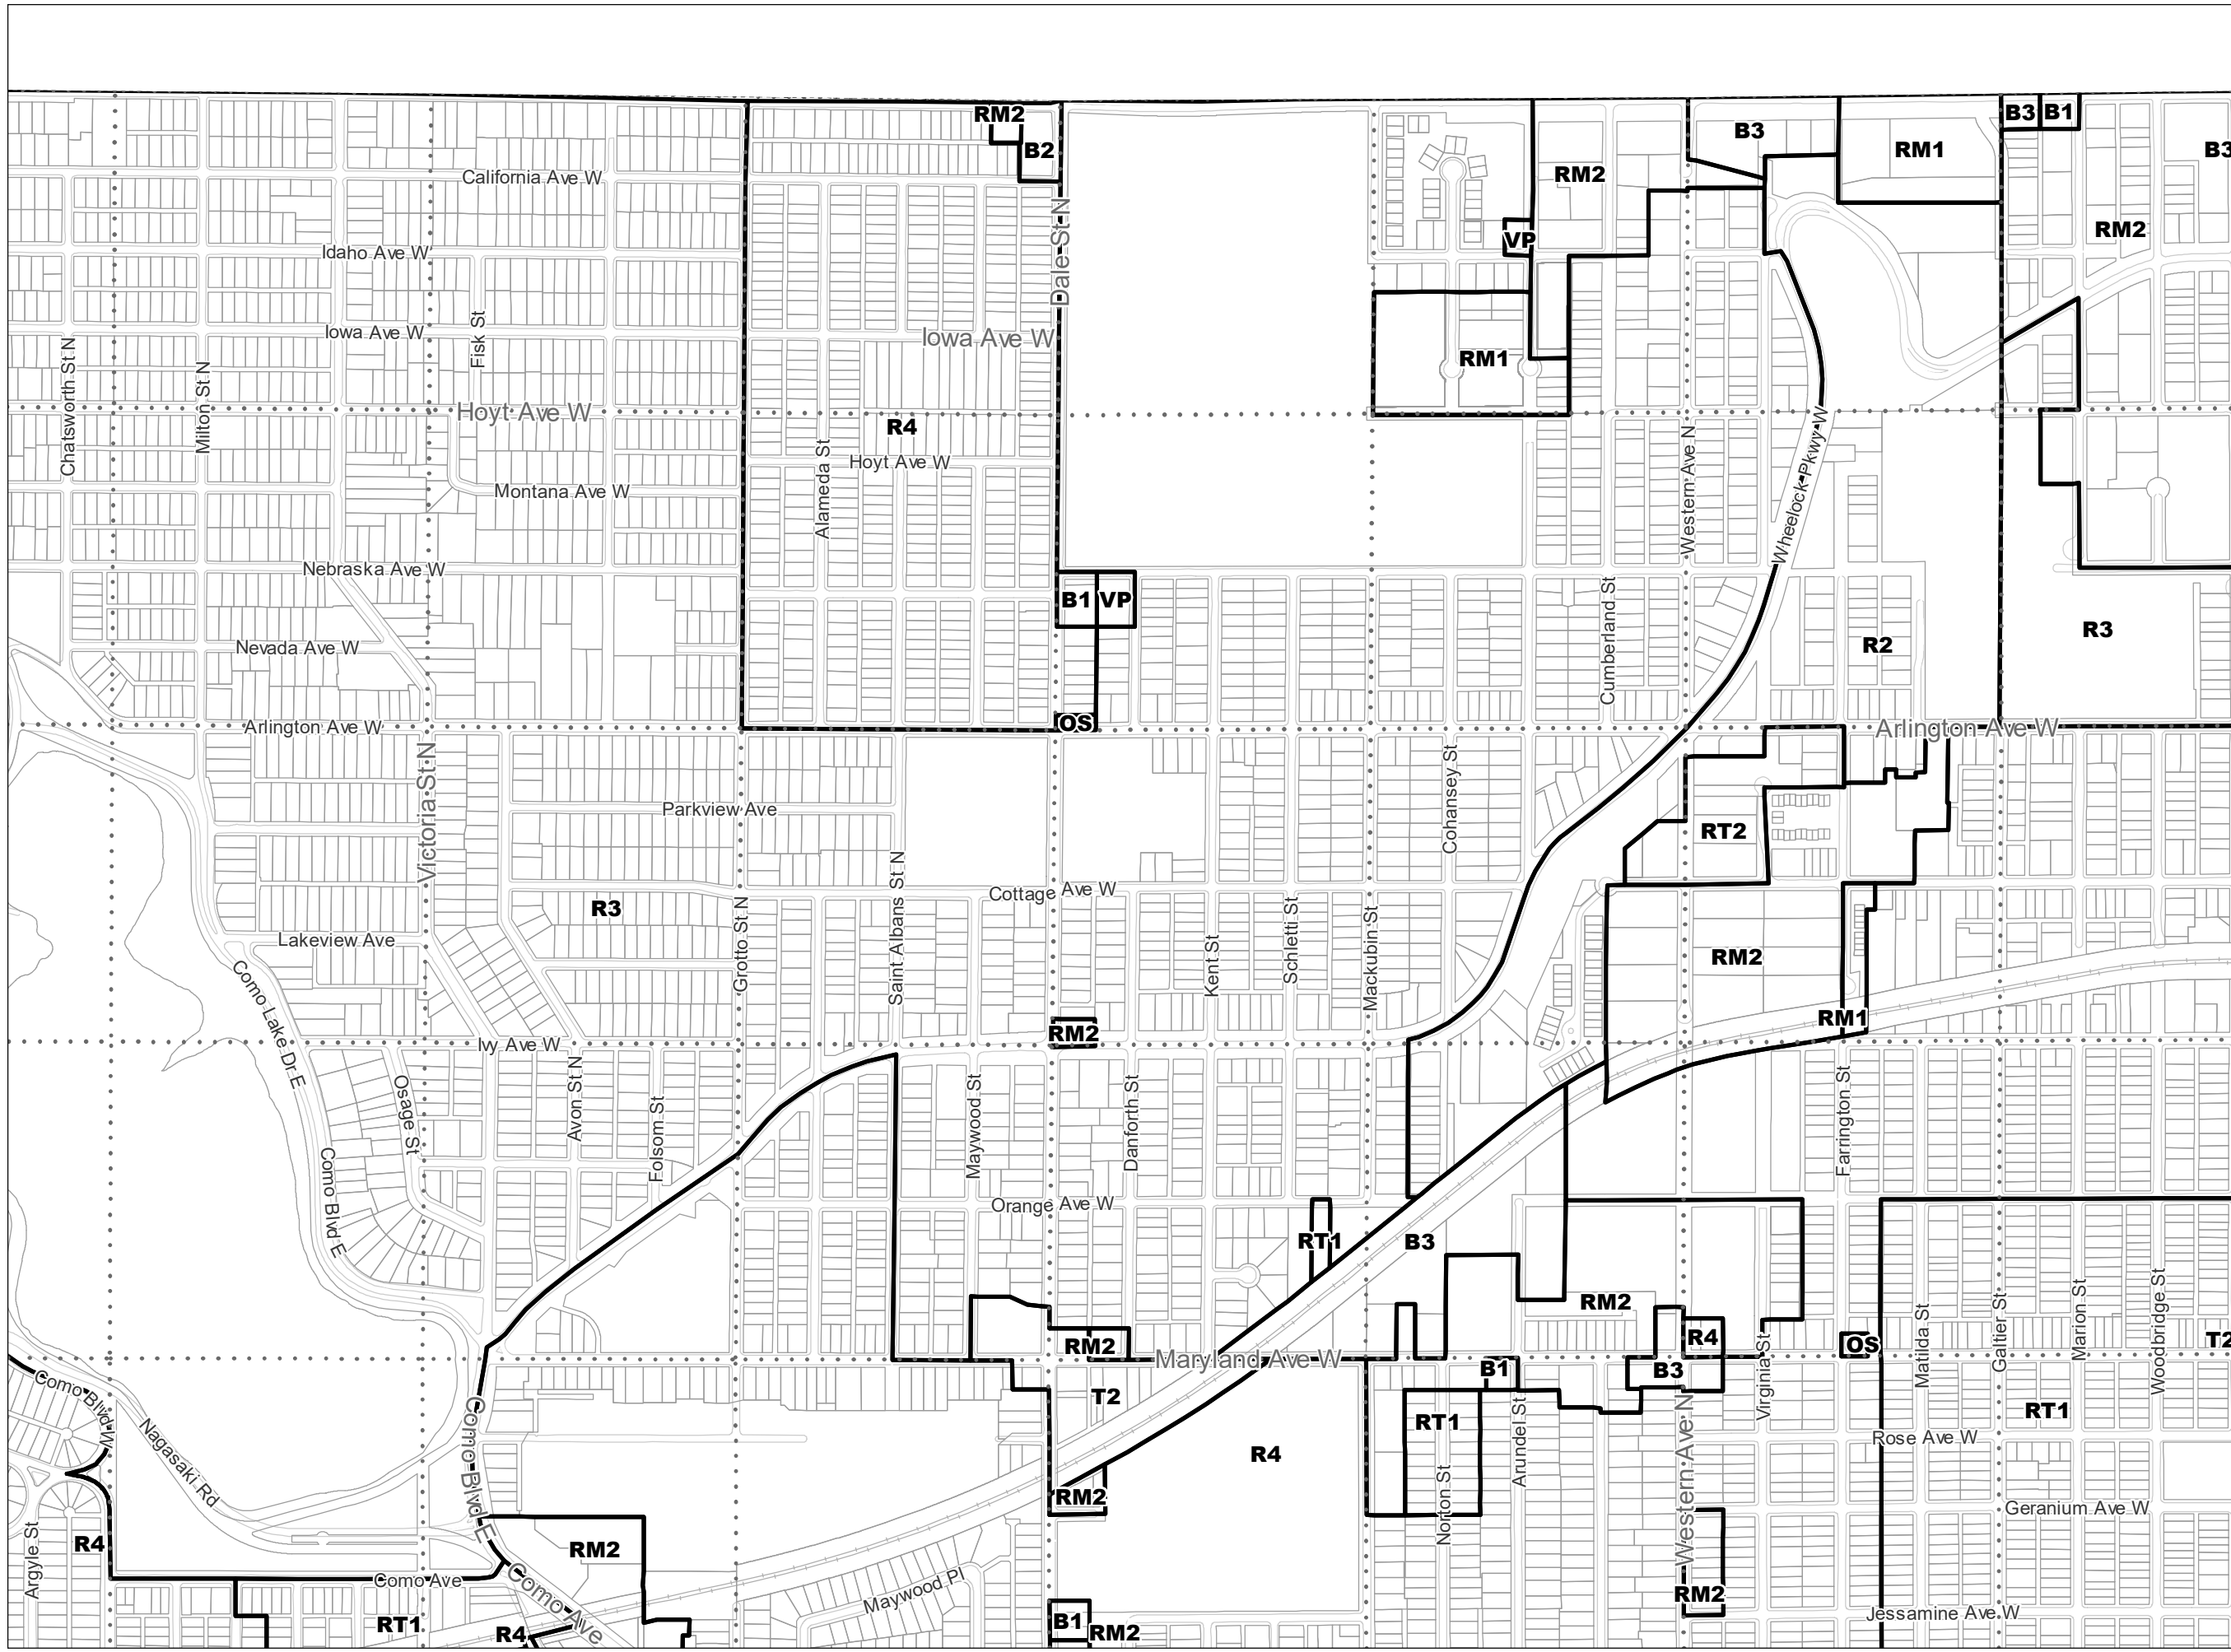 RM2
B2
B3
RM1
B3
B1
B3
RM2
California Ave W
Dale St N
VP
RM2
Idaho Ave W
Iowa Ave W
Fisk St
Iowa Ave W
RM1
Chatsworth St N
Milton St N
Hoyt Ave W
R4
Alameda St
Hoyt Ave W
Montana Ave W
Western Ave N
Wheelock Pkwy W
Nebraska Ave W
B1
VP
Cumberland St
R3
R2
Nevada Ave W
OS
Arlington Ave W
Arlington Ave W
Victoria St N
Parkview Ave
Cohansey St
RT2
Cottage Ave W
Saint Albans St N
R3
Grotto St N
Kent St
Schletti St
Mackubin St
Lakeview Ave
RM2
Como Lake Dr E
RM2
RM1
Ivy Ave W
Osage St
Avon St N
Folsom St
Maywood St
Danforth St
Farrington St
Como Blvd E
Orange Ave W
RT1
B3
RM2
R4
OS
Virginia St
Matilda St
Galtier St
Marion St
Woodbridge St
T2
RM2
Maryland Ave W
B1
B3
Como Blvd W
Nagasaki Rd
Como Blvd E
T2
RT1
Arundel St
Norton St
R4
Western Ave N
RT1
Rose Ave W
RM2
Geranium Ave W
Argyle St
R4
RM2
Como Ave
Como Ave
Maywood Pl
RM2
RT1
R4
B1
RM2
Jessamine Ave W